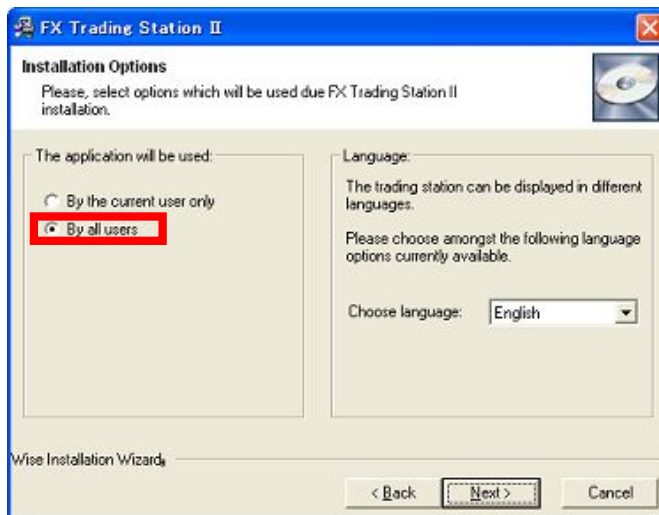 FX Trading Station II
Installation Options
Please, select options which will be used due FX Trading Station II
installation.
The application will be used:
By the current user only
By all users
Language:
The trading station can be displayed in different
languages.
Please choose amongst the following language
options currently available.
Choose language:
English
Wise Installation Wizard®
< Back
Next >
Cancel